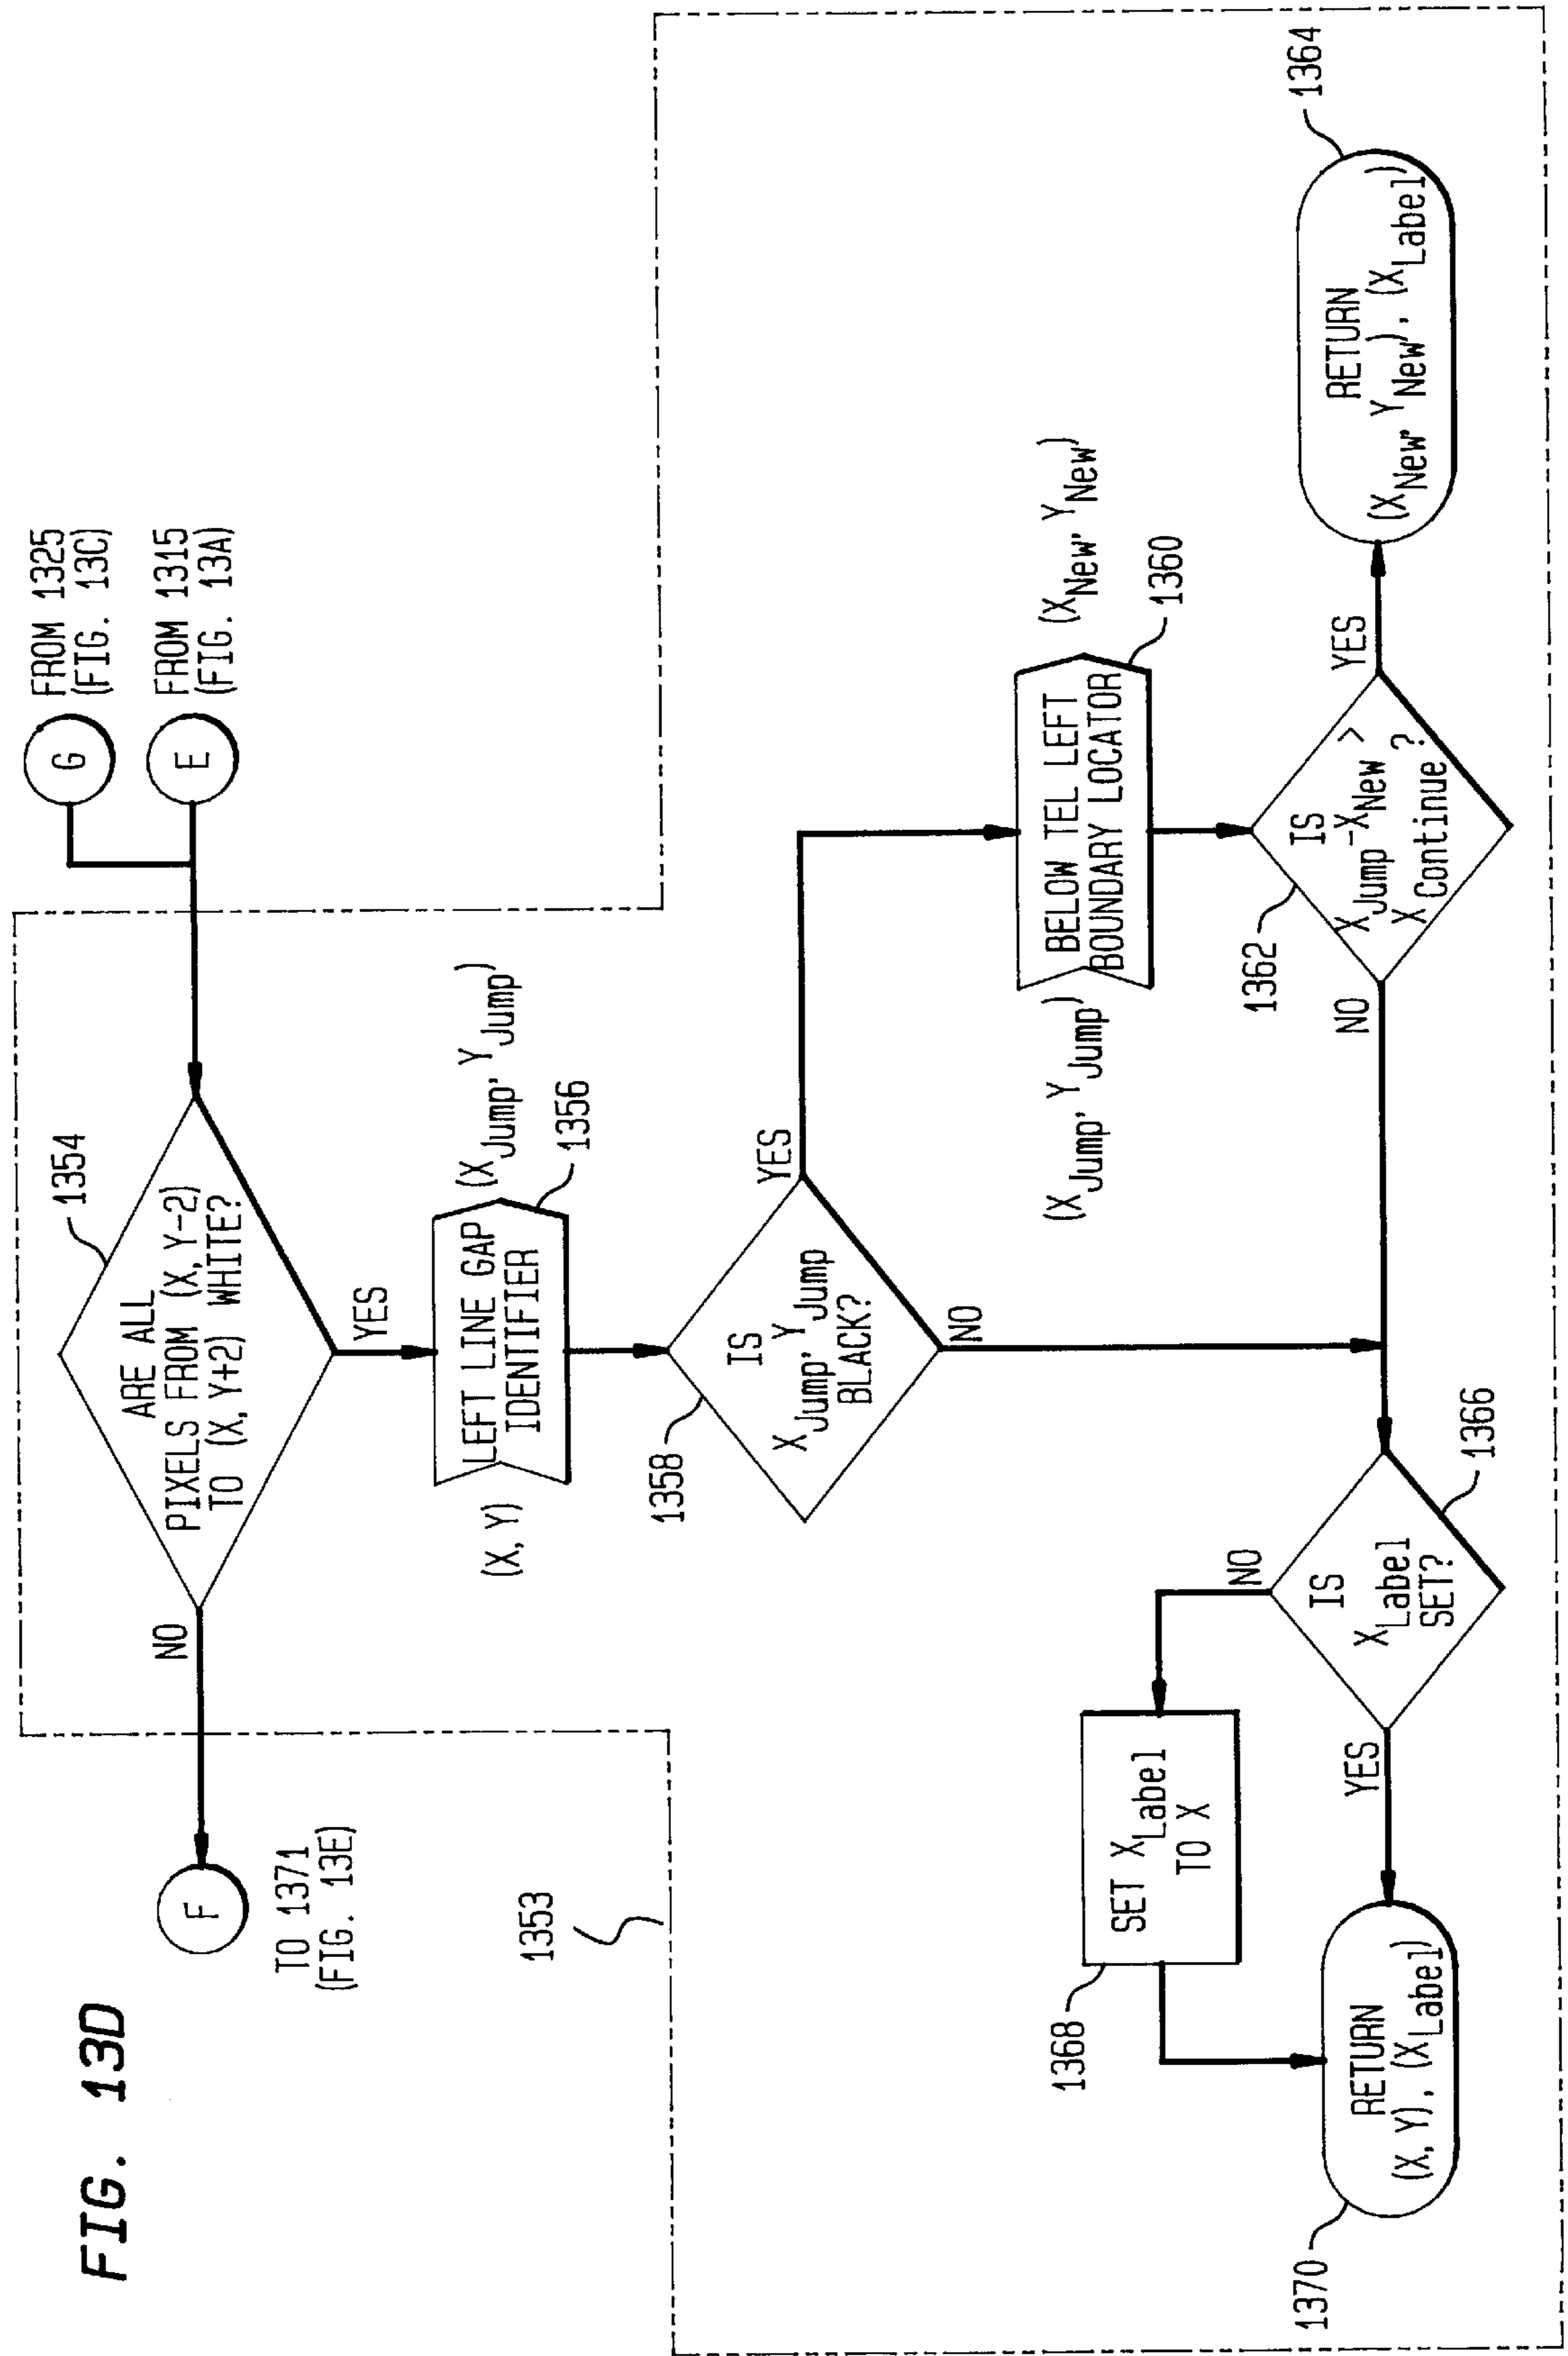 FIG. 13D
G
FROM 1325
(FIG. 13C)
E
FROM 1315
(FIG. 13A)
1354
ARE ALL
PIXELS FROM (X,Y-2)
TO (X,Y+2) WHITE?
NO
F
TO 1371
(FIG. 13E)
YES
(X,Y)
LEFT LINE GAP
IDENTIFIER
(XJump, YJump)
1356
1353
1358
IS
XJump, YJump
BLACK?
YES
NO
(XJump, YJump)
BELOW TEL LEFT
BOUNDARY LOCATOR
(XNew, YNew)
1360
1362
IS
XJump-XNew >
XContinue?
NO
YES
RETURN
(XNew, YNew), (XLabel)
1364
IS
XLabel
SET?
1366
NO
YES
SET XLabel
TO X
1368
RETURN
(X,Y), (XLabel)
1370